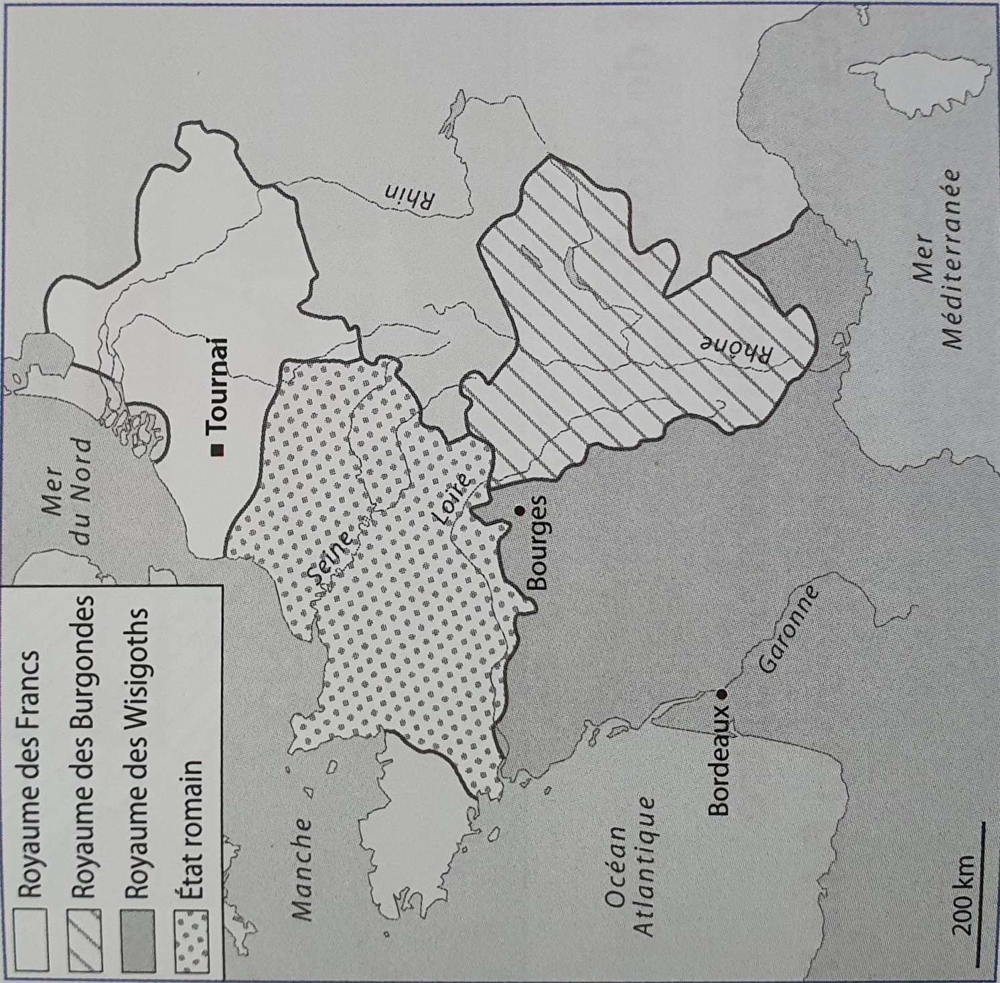 Royaume des Francs
Royaume des Burgondes
Royaume des Wisigoths
État romain
Mer
du Nord
Tournai
Manche
Seine
Rhin
Loire
Bourges
Océan
Atlantique
Bordeaux
Garonne
Rhône
Mer
Méditerranée
200 km